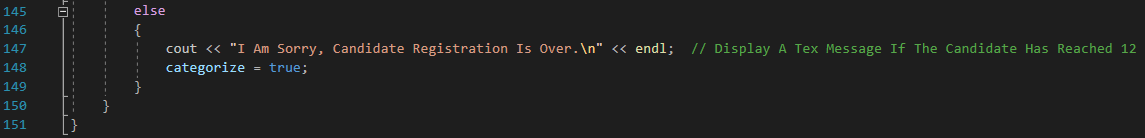 145 else
146 {
147 cout << "I Am Sorry, Candidate Registration Is Over.\n" << endl; // Display A Tex Message If The Candidate Has Reached 12
148 categorize = true;
149 }
150 }
151 }